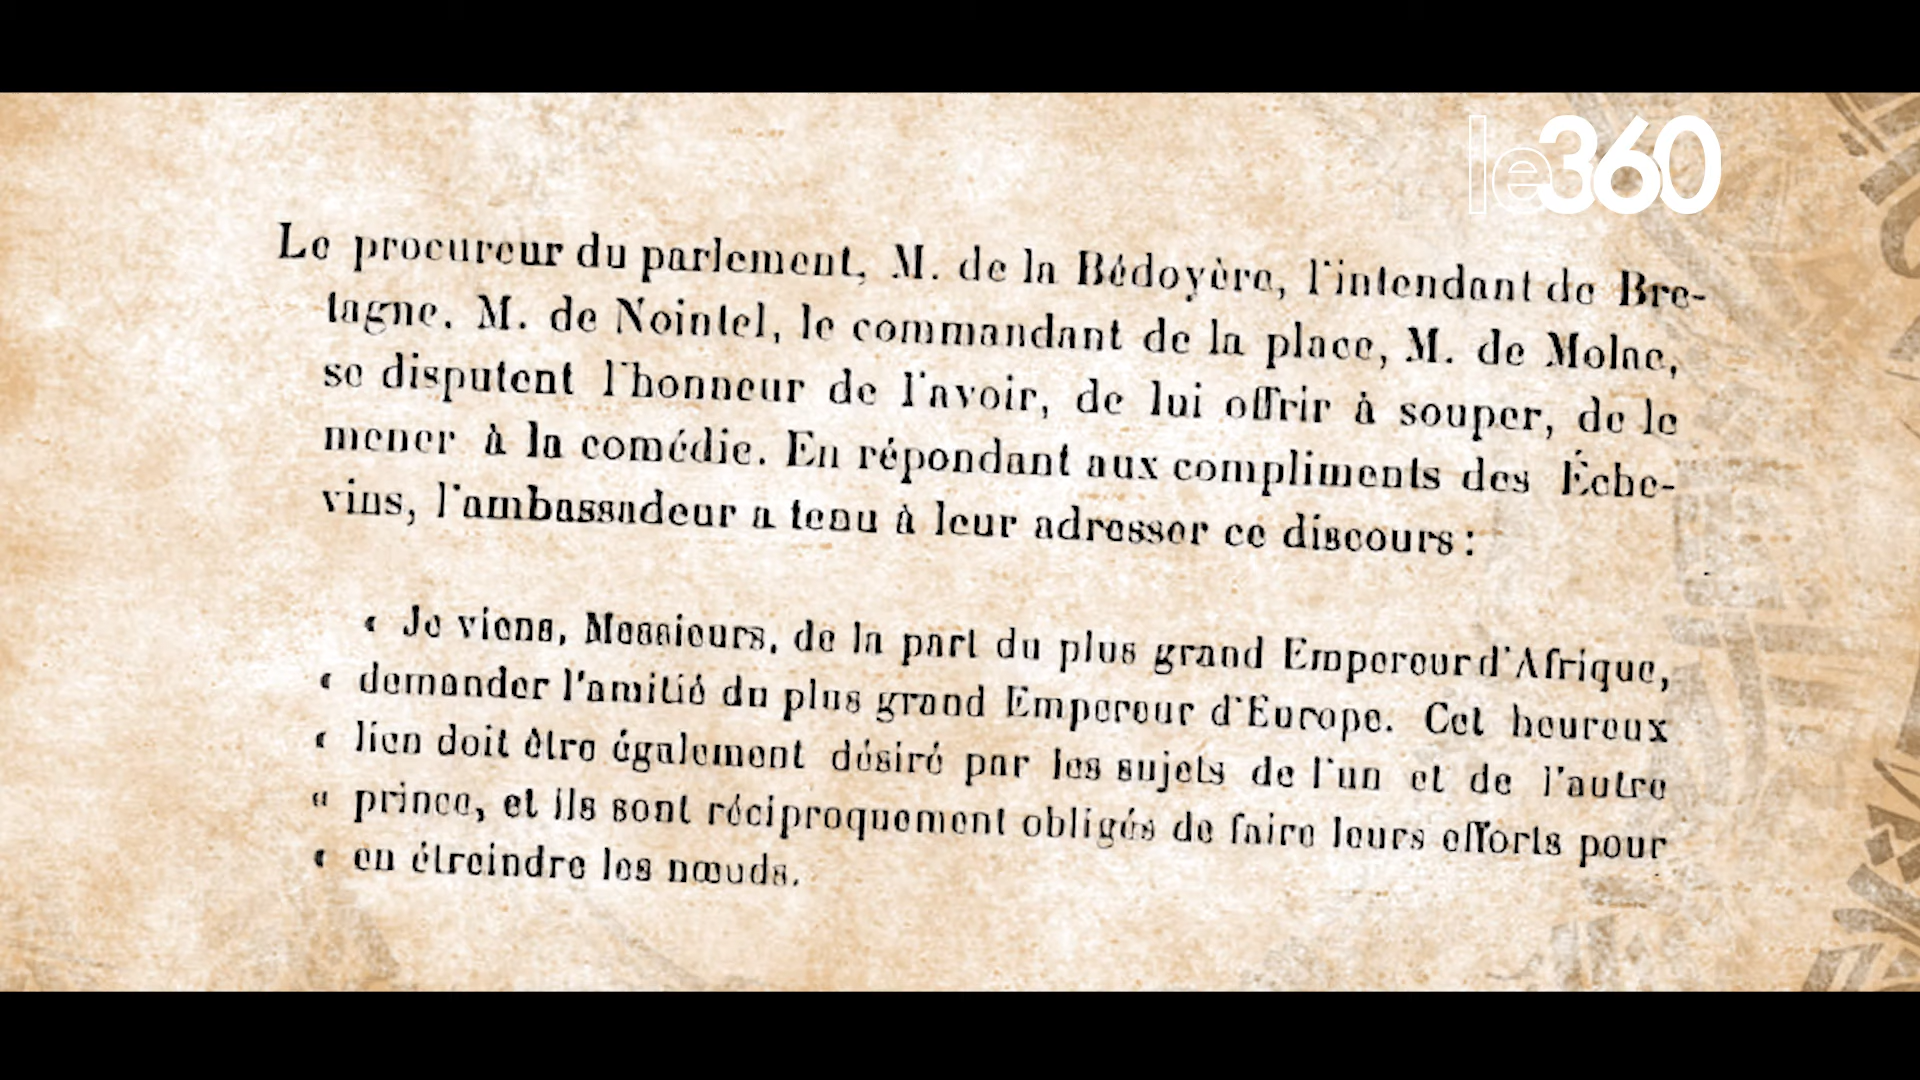 le360
Le procureur du parlement, M. de la Bédoyère, l'intendant de Bre-
tagne, M. de Nointel, le commandant de la place, M. de Molac,
se disputent l'honneur de l'avoir, de lui offrir à souper, de le
mener à la comédie. En répondant aux compliments des Éche-
vins, l'ambassadeur a tenu à leur adresser ce discours :
« Je viens, Messieurs, de la part du plus grand Empereur d'Afrique,
« demander l'amitié du plus grand Empereur d'Europe. Cet heureux
« lien doit être également désiré par les sujets de l'un et de l'autre
« prince, et ils sont réciproquement obligés de faire leurs efforts pour
« en étreindre les nœuds.